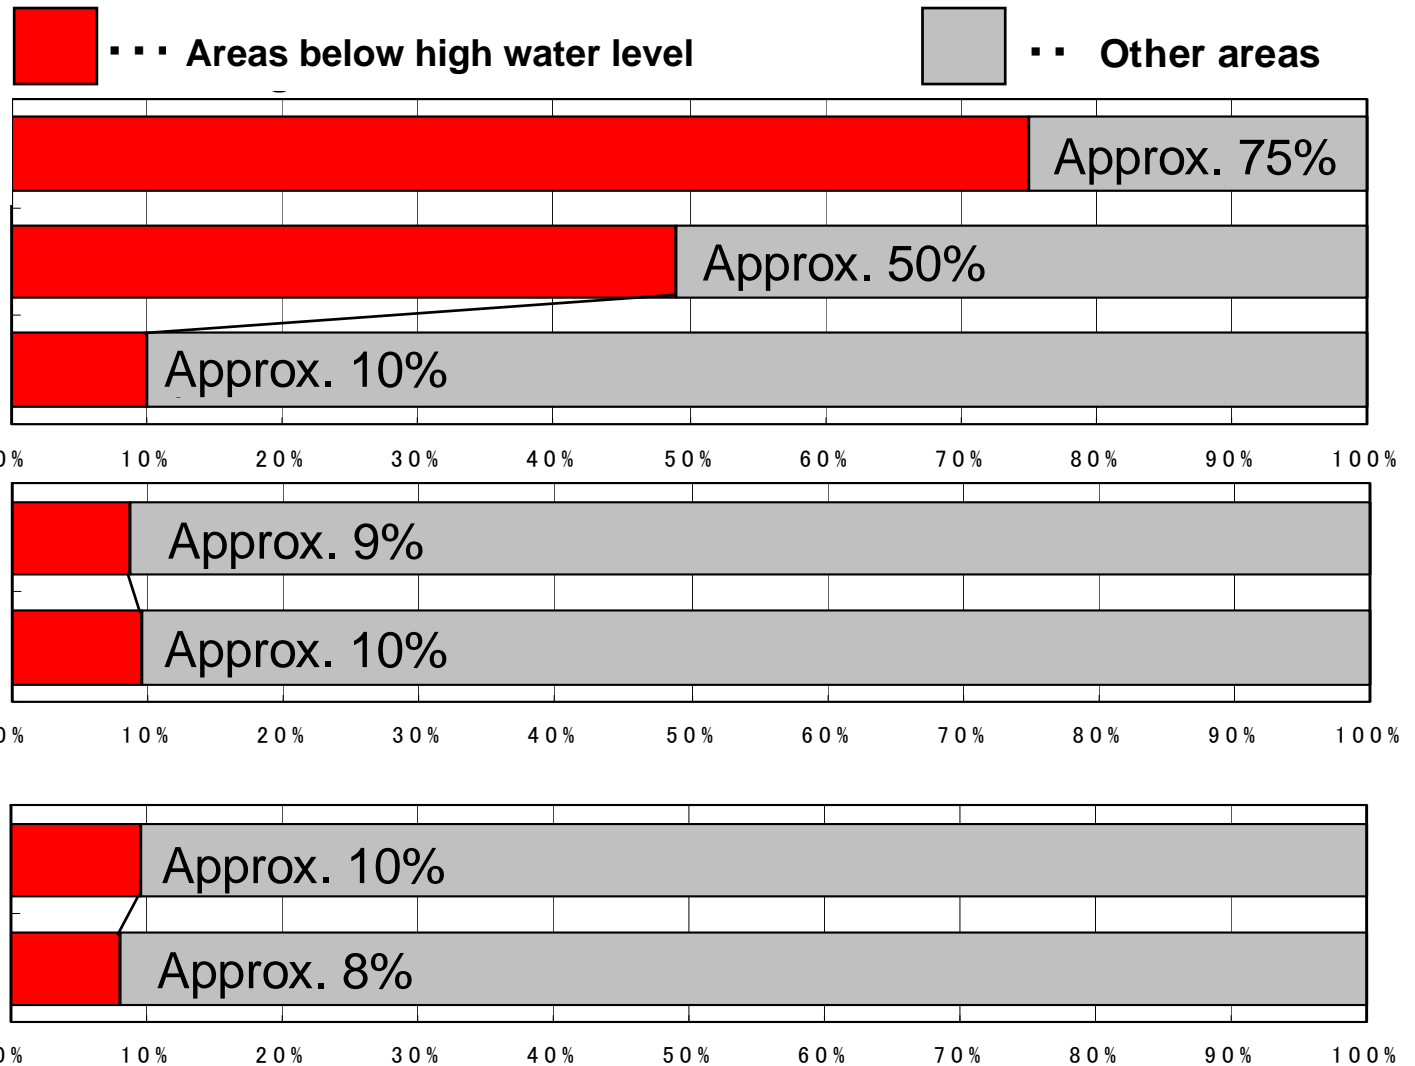 ▪▪▪ Areas below high water level
▪▪ Other areas
Approx. 75%
Approx. 50%
Approx. 10%
0% 10% 20% 30% 40% 50% 60% 70% 80% 90% 100%
Approx. 9%
Approx. 10%
0% 10% 20% 30% 40% 50% 60% 70% 80% 90% 100%
Approx. 10%
Approx. 8%
0% 10% 20% 30% 40% 50% 60% 70% 80% 90% 100%